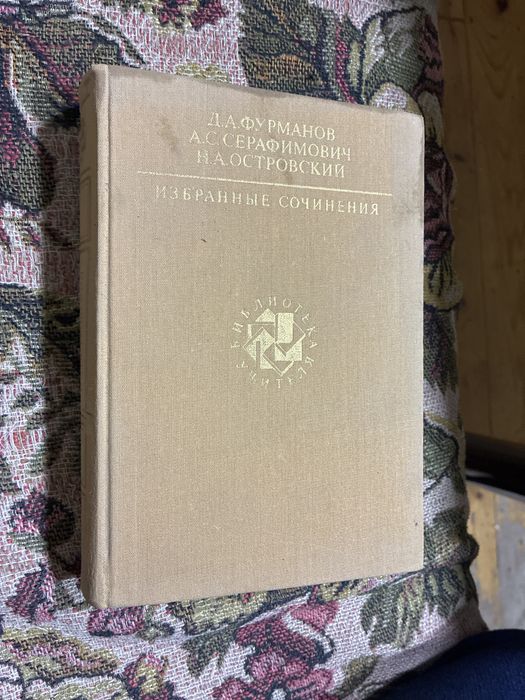 Д.А.ФУРМАНОВ
А.С.СЕРАФИМОВИЧ
Н.А.ОСТРОВСКИЙ
ИЗБРАННЫЕ СОЧИНЕНИЯ
БИБЛИОТЕКА УЧИТЕЛЯ